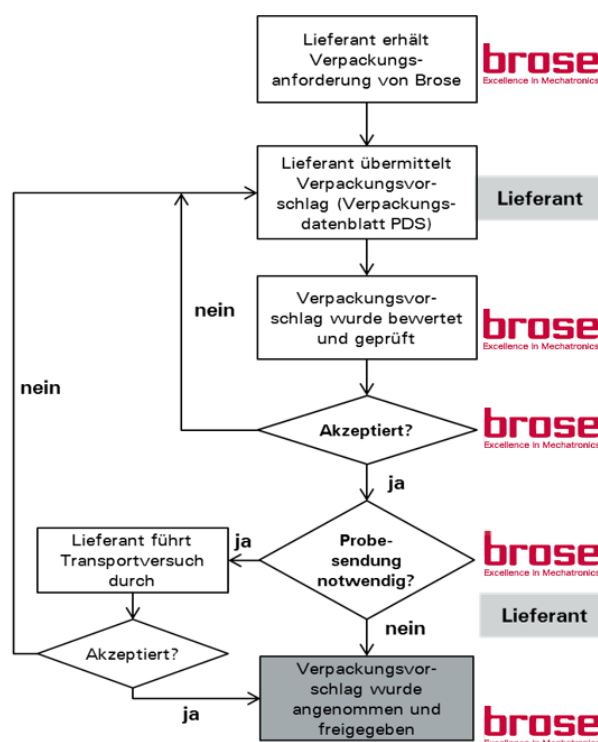 Lieferant erhält
Verpackungs-
anforderung von Brose
brose
Excellence in Mechatronics
Lieferant übermittelt
Verpackungsvor-
schlag (Verpackungs-
datenblatt PDS)
Lieferant
nein
Verpackungsvor-
schlag wurde bewertet
und geprüft
brose
Excellence in Mechatronics
nein
Akzeptiert?
brose
Excellence in Mechatronics
ja
Lieferant führt
Transportversuch
durch
ja
Probe-
sendung
notwendig?
brose
Excellence in Mechatronics
Lieferant
nein
Akzeptiert?
ja
Verpackungsvor-
schlag wurde
angenommen und
freigegeben
brose
Excellence in Mechatronics